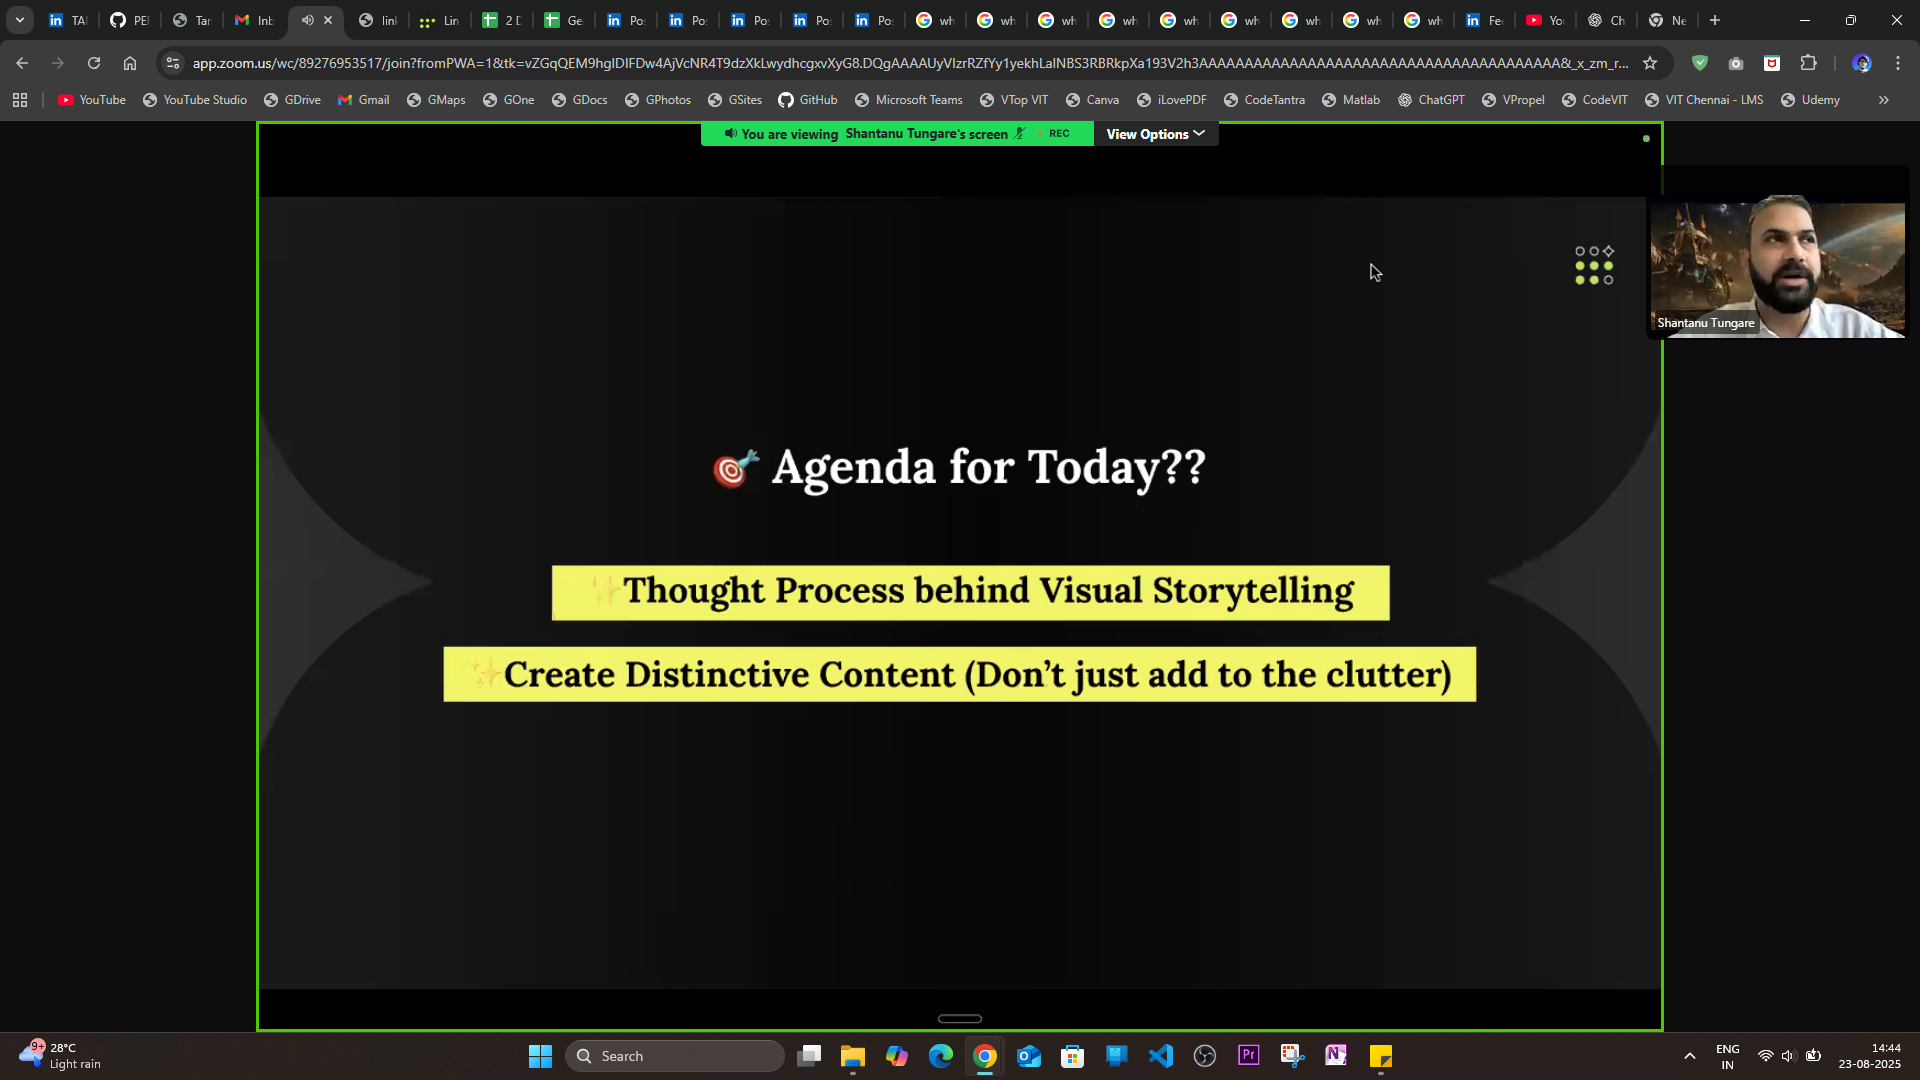 TA
PE
Tar
Inb
link
Lin
2 D
Ge
Po
Po
Po
Po
Po
wh
wh
wh
wh
wh
wh
wh
wh
wh
Fee
Yo
Ch
Ne
app.zoom.us/wc/89276953517/join?fromPWA=1&tk=
YouTube
YouTube Studio
GDrive
Gmail
GMaps
GOne
GDocs
GPhotos
GSites
GitHub
Microsoft Teams
VTop VIT
Canva
iLovePDF
CodeTantra
Matlab
ChatGPT
VPropel
CodeVIT
VIT Chennai - LMS
Udemy
You are viewing Shantanu Tungare's screen
REC
View Options
Shantanu Tungare
🎯 Agenda for Today??
✨Thought Process behind Visual Storytelling
✨Create Distinctive Content (Don't just add to the clutter)
9+
28°C
Light rain
Search
Pr
ENG
IN
14:44
23-08-2025